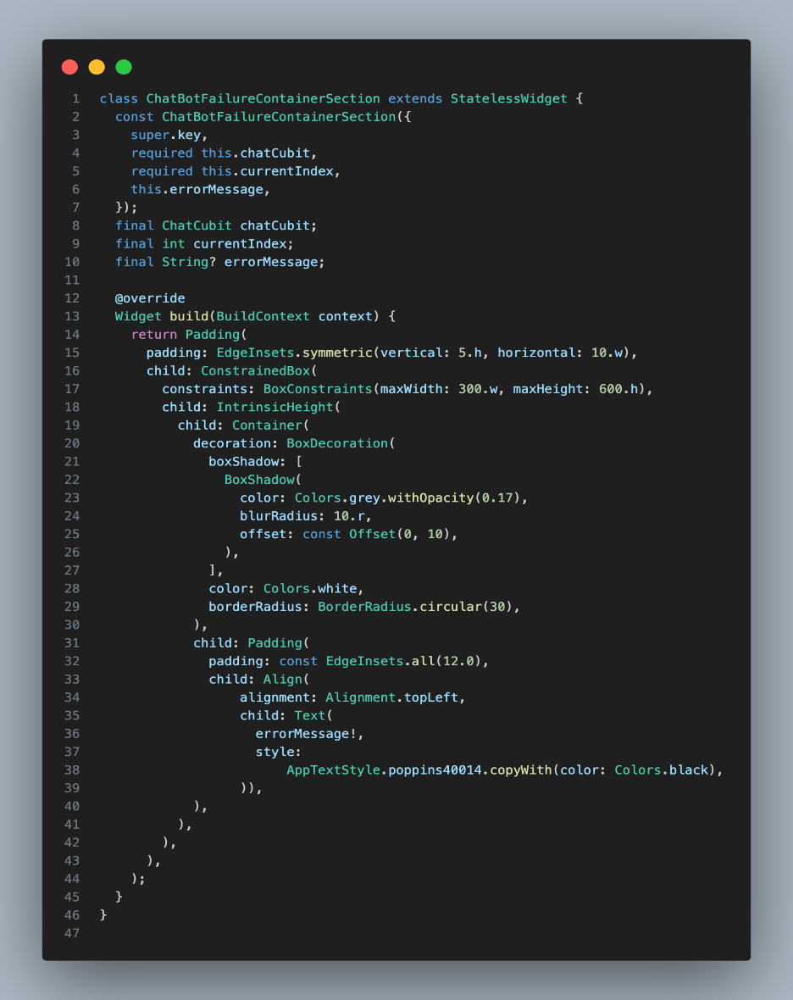 1 class ChatBotFailureContainerSection extends StatelessWidget {
2   const ChatBotFailureContainerSection({
3     super.key,
4     required this.chatCubit,
5     required this.currentIndex,
6     this.errorMessage,
7   });
8   final ChatCubit chatCubit;
9   final int currentIndex;
10   final String? errorMessage;
11
12   @override
13   Widget build(BuildContext context) {
14     return Padding(
15       padding: EdgeInsets.symmetric(vertical: 5.h, horizontal: 10.w),
16       child: ConstrainedBox(
17         constraints: BoxConstraints(maxWidth: 300.w, maxHeight: 600.h),
18         child: IntrinsicHeight(
19           child: Container(
20             decoration: BoxDecoration(
21               boxShadow: [
22                 BoxShadow(
23                   color: Colors.grey.withOpacity(0.17),
24                   blurRadius: 10.r,
25                   offset: const Offset(0, 10),
26                 ),
27               ],
28               color: Colors.white,
29               borderRadius: BorderRadius.circular(30),
30             ),
31             child: Padding(
32               padding: const EdgeInsets.all(12.0),
33               child: Align(
34                   alignment: Alignment.topLeft,
35                   child: Text(
36                     errorMessage!,
37                     style:
38                         AppTextStyle.poppins40014.copyWith(color: Colors.black),
39                   )),
40             ),
41           ),
42         ),
43       ),
44     );
45   }
46 }
47